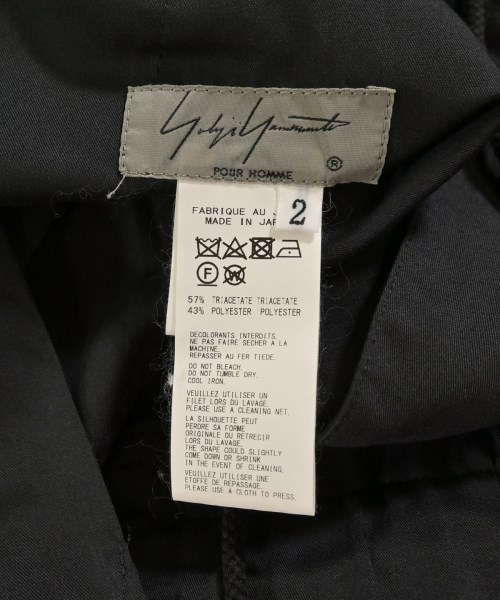 Yohji Yamamoto
POUR HOMME
®
2
FABRIQUE AU J
MADE IN JAP
F W
57% TRIACETATE TRIACETATE
43% POLYESTER POLYESTER
DECOLORANTS INTERDITS.
NE PAS FAIRE SECHER A LA
MACHINE.
REPASSER AU FER TIEDE.
DO NOT BLEACH.
DO NOT TUMBLE DRY.
COOL IRON.
VEUILLEZ UTILISER UN
FILET LORS DU LAVAGE.
PLEASE USE A CLEANING NET.
LA SILHOUETTE PEUT
PERDRE SA FORME
ORIGINALE OU RETRECIR
LORS DU LAVAGE.
THE SHAPE COULD SLIGHTLY
COME DOWN OR SHRINK
IN THE EVENT OF CLEANING.
VEUILLEZ UTILISER UNE
ETOFFE DE REPASSAGE.
PLEASE USE A CLOTH TO PRESS.